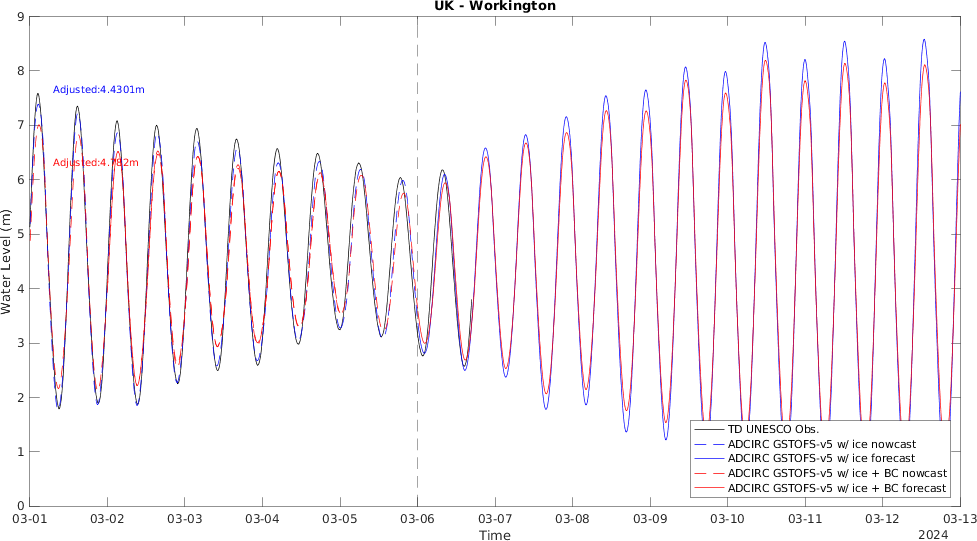 UK - Workington
9
8
7
6
5
4
3
2
1
0
Water Level (m)
Adjusted:4.4301m
Adjusted:4.782m
TD UNESCO Obs.
ADCIRC GSTOFS-v5 w/ ice nowcast
ADCIRC GSTOFS-v5 w/ ice forecast
ADCIRC GSTOFS-v5 w/ ice + BC nowcast
ADCIRC GSTOFS-v5 w/ ice + BC forecast
03-01 03-02 03-03 03-04 03-05 03-06 03-07 03-08 03-09 03-10 03-11 03-12 03-13
Time
2024